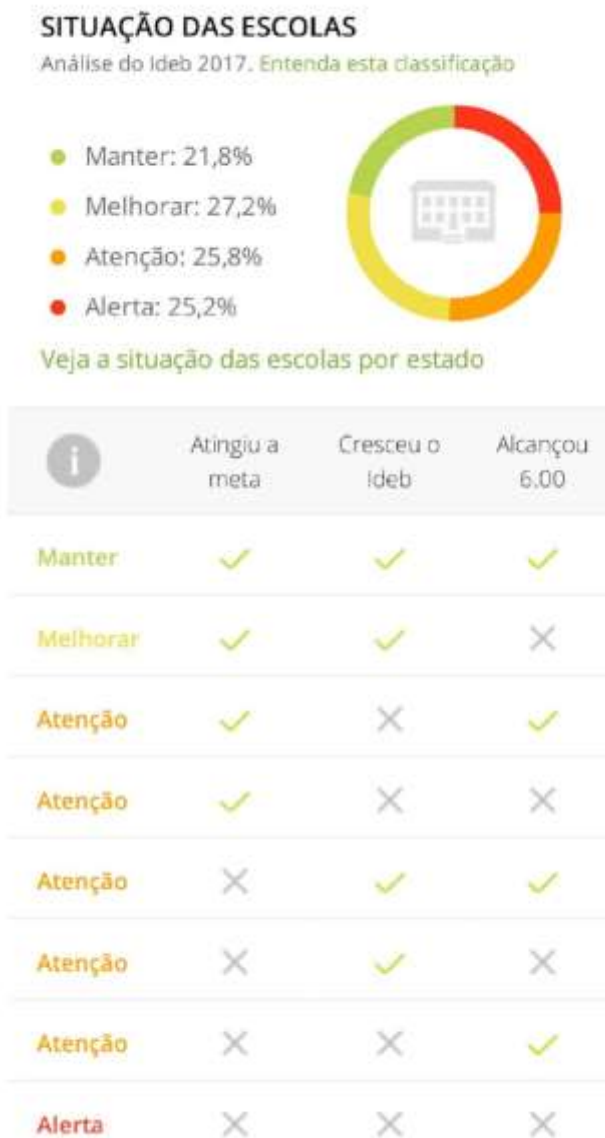 SITUAÇÃO DAS ESCOLAS
Análise do Ideb 2017. Entenda esta classificação
Manter: 21,8%
Melhorar: 27,2%
Atenção: 25,8%
Alerta: 25,2%
Veja a situação das escolas por estado
i Atingiu a meta Cresceu o Ideb Alcançou 6.00
Manter
Melhorar
Atenção
Atenção
Atenção
Atenção
Atenção
Alerta